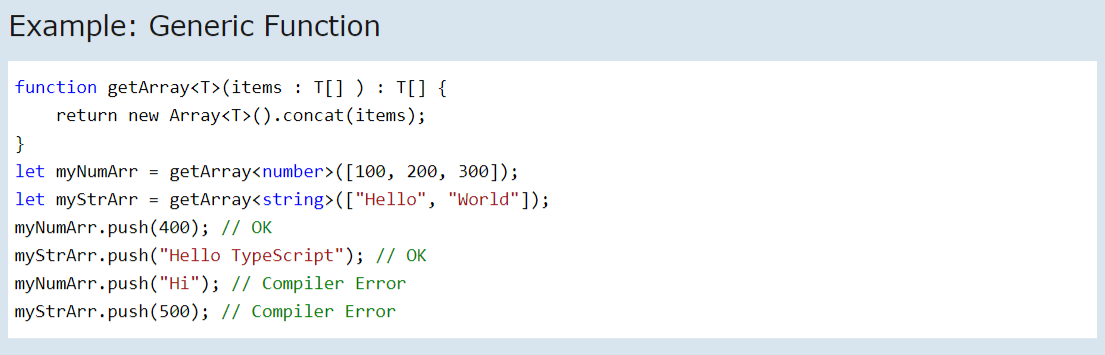 Example: Generic Function
function getArray<T>(items : T[] ) : T[] {
    return new Array<T>().concat(items);
}
let myNumArr = getArray<number>([100, 200, 300]);
let myStrArr = getArray<string>(["Hello", "World"]);
myNumArr.push(400); // OK
myStrArr.push("Hello TypeScript"); // OK
myNumArr.push("Hi"); // Compiler Error
myStrArr.push(500); // Compiler Error